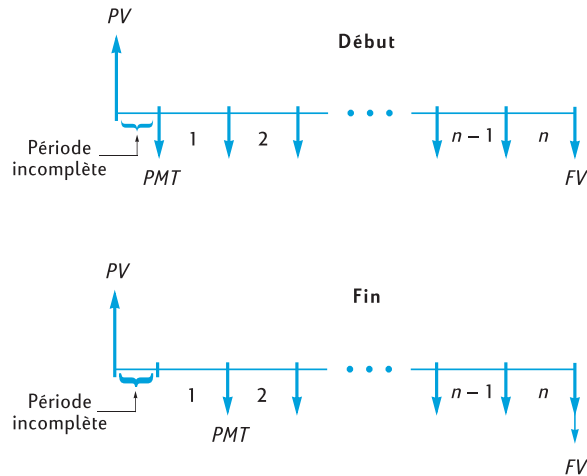 PV
Début
1
2
n – 1
n
Période
incomplète
PMT
FV
PV
Fin
1
2
n – 1
n
Période
incomplète
PMT
FV